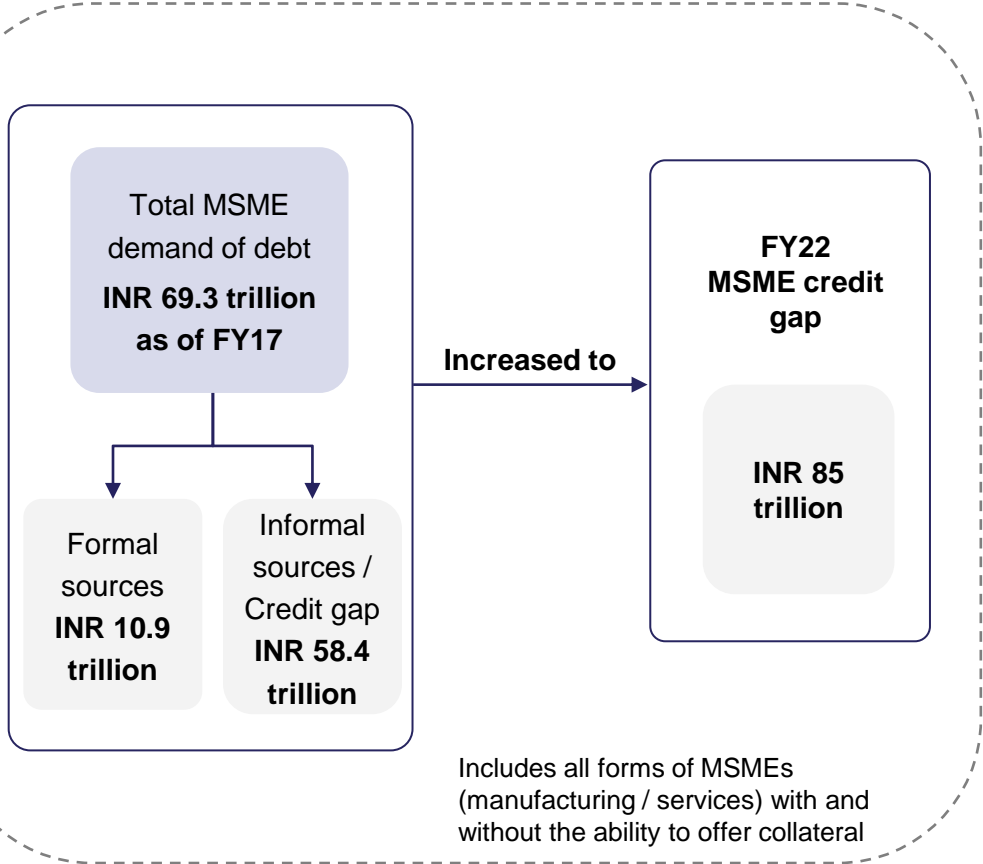 Total MSME
demand of debt
INR 69.3 trillion
as of FY17
Formal
sources
INR 10.9
trillion
Informal
sources /
Credit gap
INR 58.4
trillion
Increased to
FY22
MSME credit
gap
INR 85
trillion
Includes all forms of MSMEs
(manufacturing / services) with and
without the ability to offer collateral